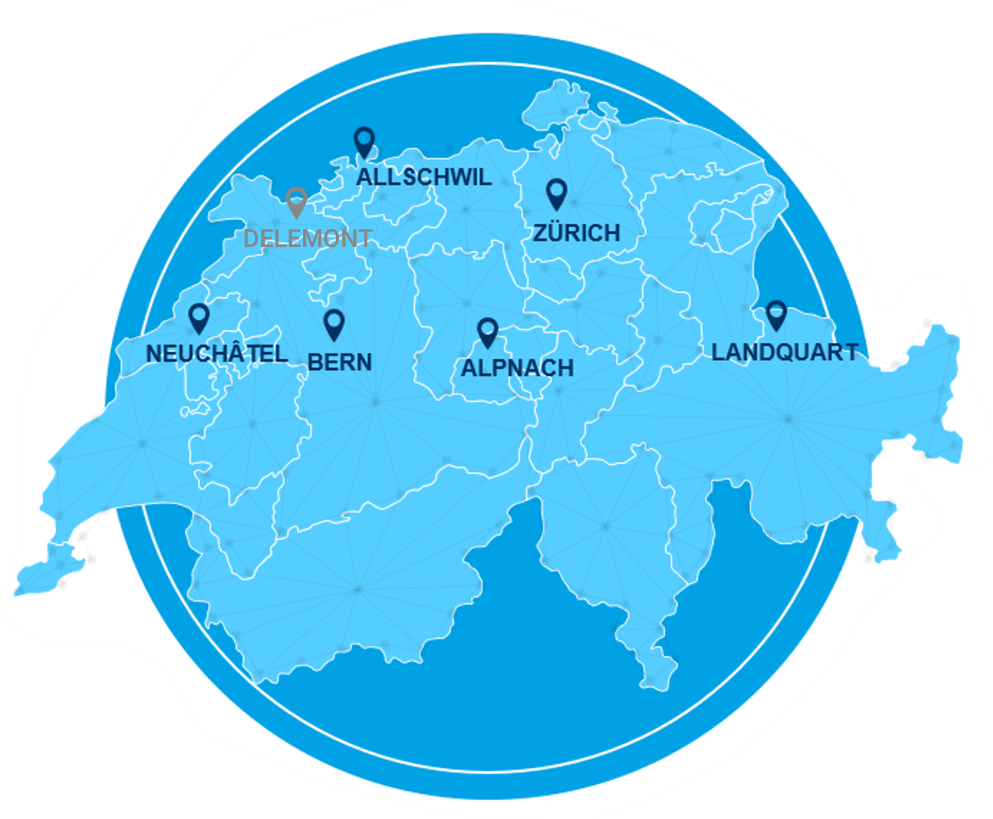 ALLSCHWIL
ZÜRICH
DELEMONT
NEUCHÂTEL
BERN
ALPNACH
LANDQUART